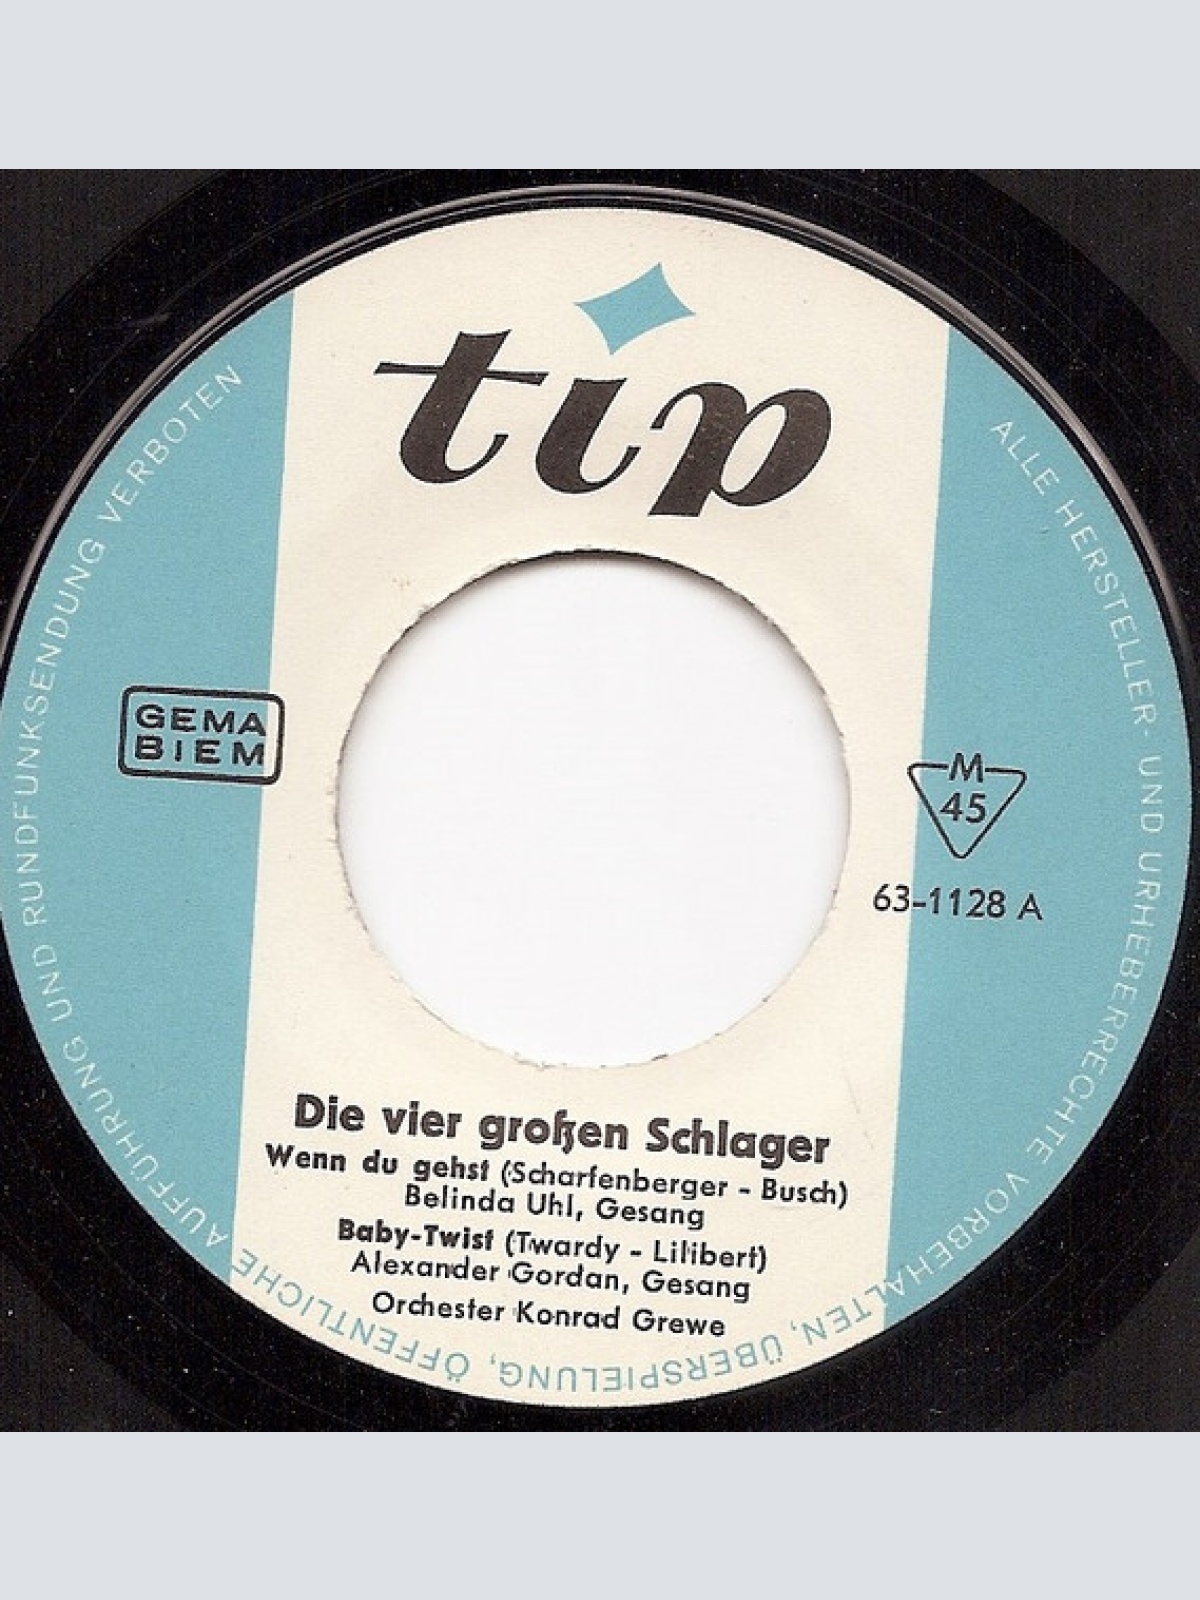 tip
GEMA
BIEM
M
45
63-1128 A
Die vier großen Schlager
Wenn du gehst (Scharfenberger - Busch)
Belinda Uhl, Gesang
Baby-Twist (Twardy - Lilibert)
Alexander Gordan, Gesang
Orchester Konrad Grewe
ALLE HERSTELLER- UND URHEBERRECHTE VORBEHALTEN, ÜBERSPIELUNG, ÖFFENTLICHE AUFFÜHRUNG UND RUNDFUNKSENDUNG VERBOTEN